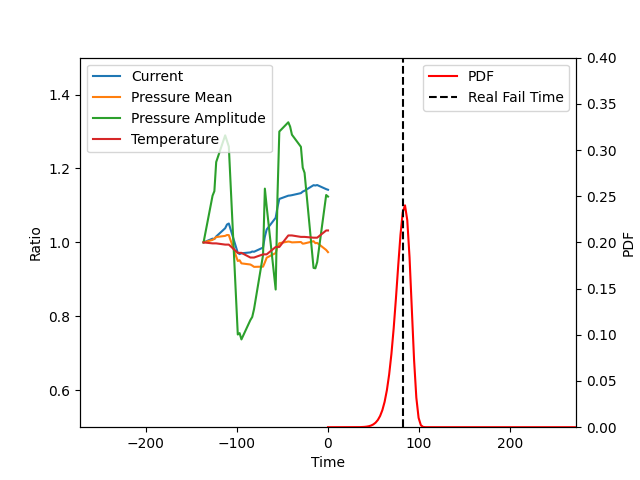 Current
Pressure Mean
Pressure Amplitude
Temperature
PDF
Real Fail Time
1.4
1.2
1.0
0.8
0.6
Ratio
0.40
0.35
0.30
0.25
0.20
0.15
0.10
0.05
0.00
PDF
−200
−100
0
100
200
Time